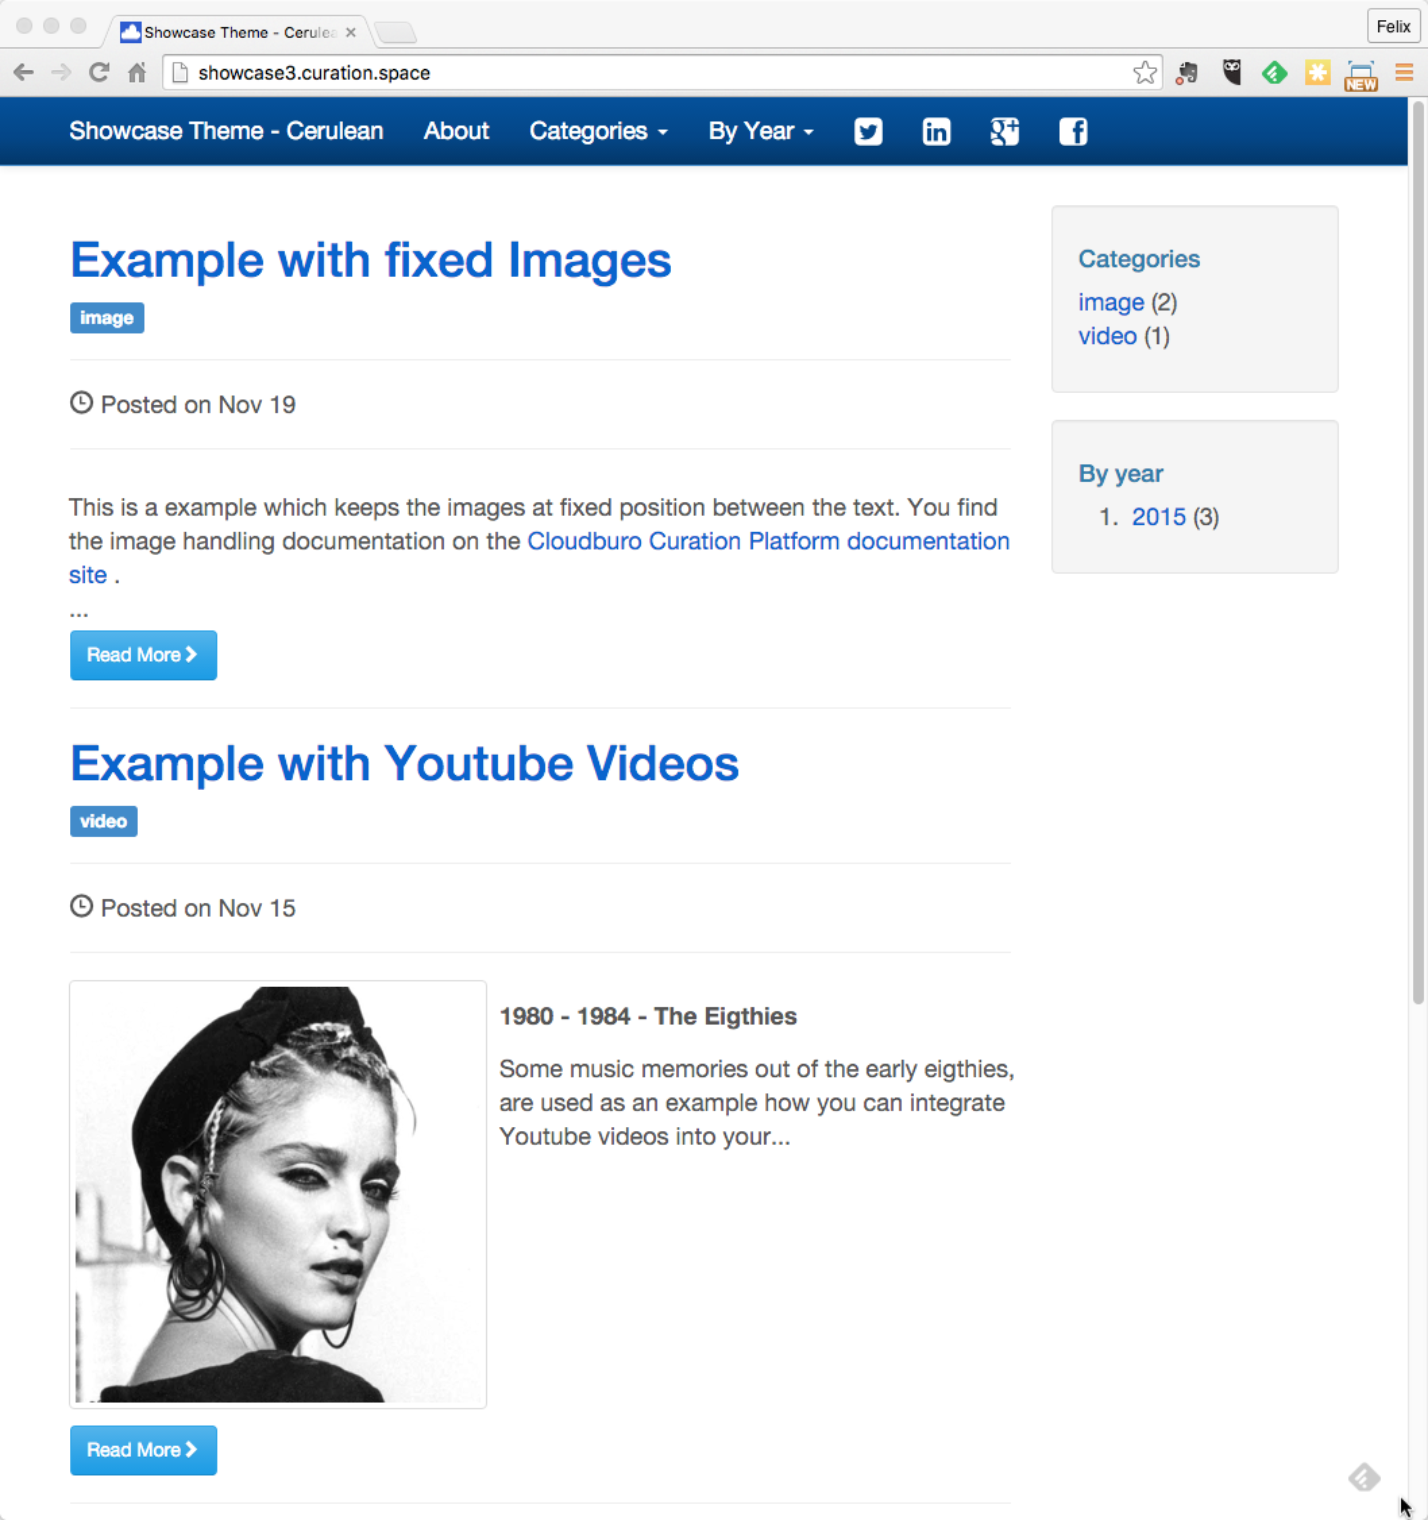 Showcase Theme - Cerulea
Felix
showcase3.curation.space
NEW
Showcase Theme - Cerulean About Categories By Year
Example with fixed Images
image
Posted on Nov 19
This is a example which keeps the images at fixed position between the text. You find
the image handling documentation on the Cloudburo Curation Platform documentation
site .
...
Read More
Example with Youtube Videos
video
Posted on Nov 15
1980 - 1984 - The Eigthies
Some music memories out of the early eigthies,
are used as an example how you can integrate
Youtube videos into your...
Read More
Categories
image (2)
video (1)
By year
1. 2015 (3)